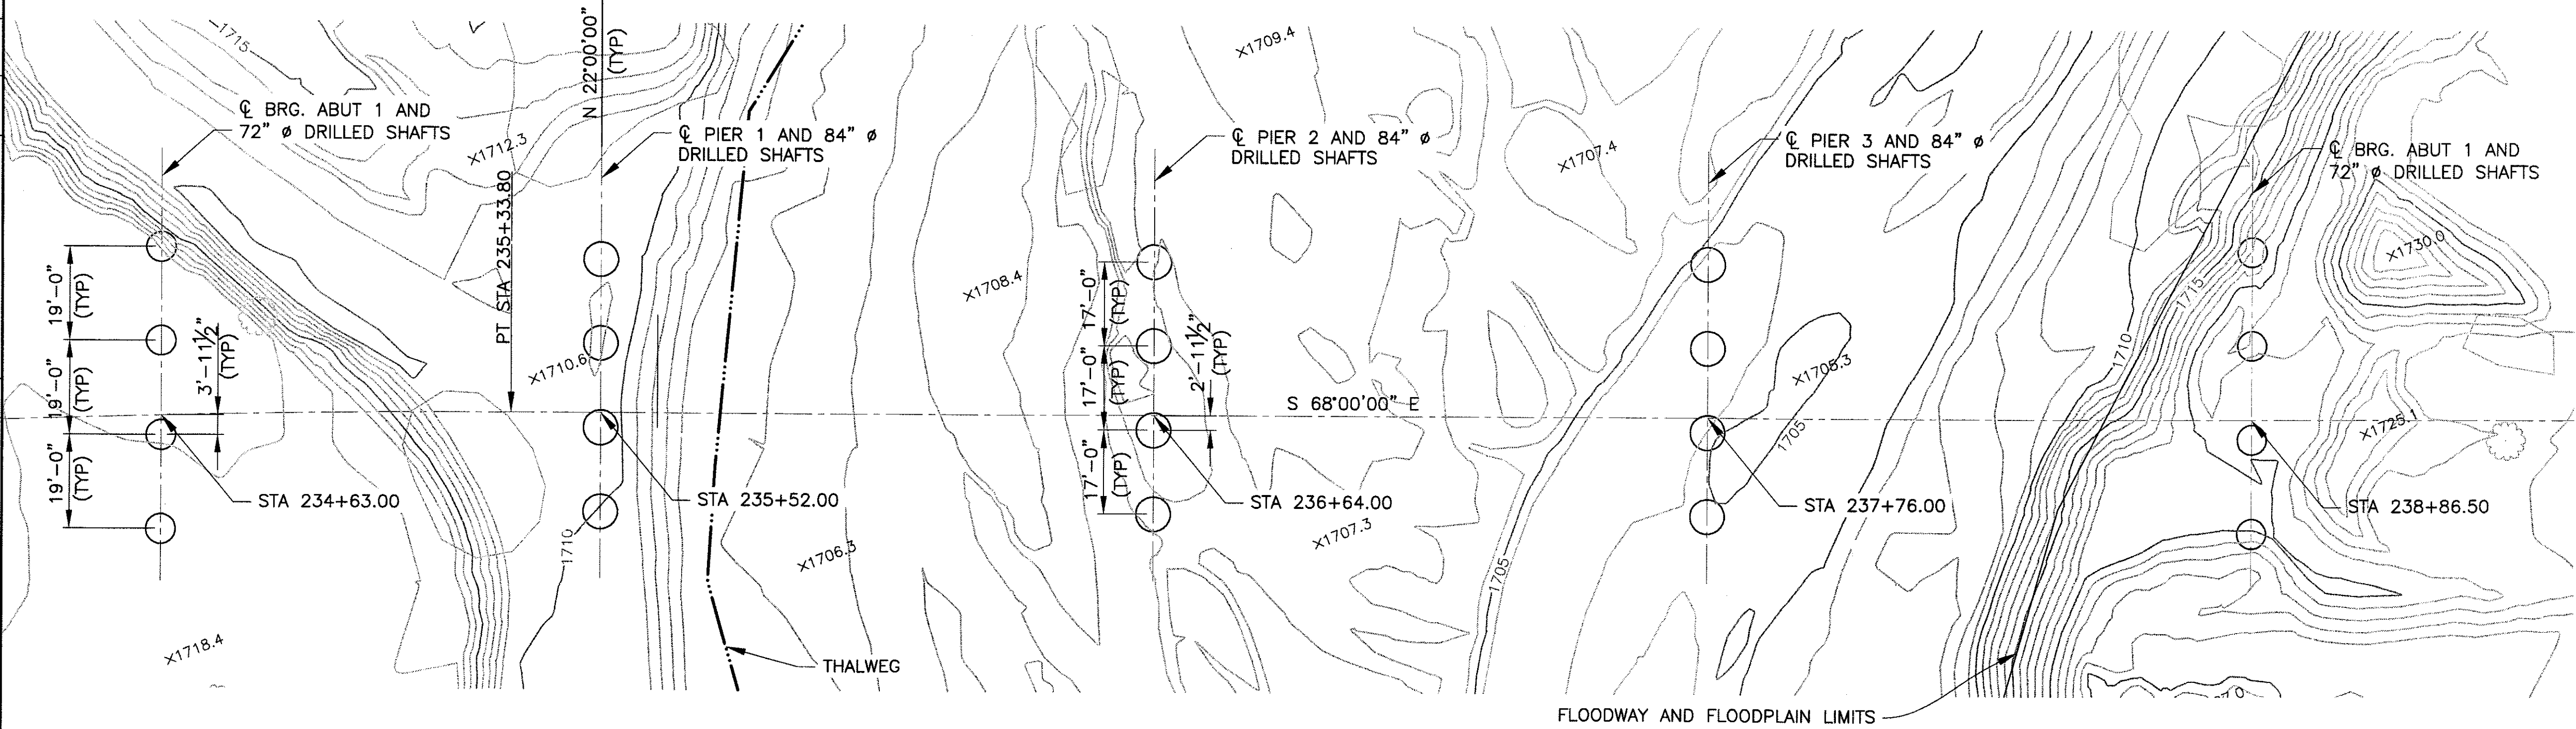 1715
℄ BRG. ABUT 1 AND
72" ø DRILLED SHAFTS
X1712.3
PT STA 235+33.80
N 22°00'00"
(TYP)
℄ PIER 1 AND 84" ø
DRILLED SHAFTS
X1709.4
℄ PIER 2 AND 84" ø
DRILLED SHAFTS
X1707.4
℄ PIER 3 AND 84" ø
DRILLED SHAFTS
℄ BRG. ABUT 1 AND
72" ø DRILLED SHAFTS
X1730.0
19'-0"
(TYP)
19'-0"
(TYP)
19'-0"
(TYP)
3'-11½"
(TYP)
X1710.6
X1708.4
17'-0"
(TYP)
17'-0"
(TYP)
17'-0"
(TYP)
2'-11½"
(TYP)
S 68°00'00" E
X1705.3
1705
1710
1715
X1725.1
STA 234+63.00
STA 235+52.00
STA 236+64.00
STA 237+76.00
STA 238+86.50
1710
X1706.3
X1707.3
1705
X1718.4
THALWEG
FLOODWAY AND FLOODPLAIN LIMITS